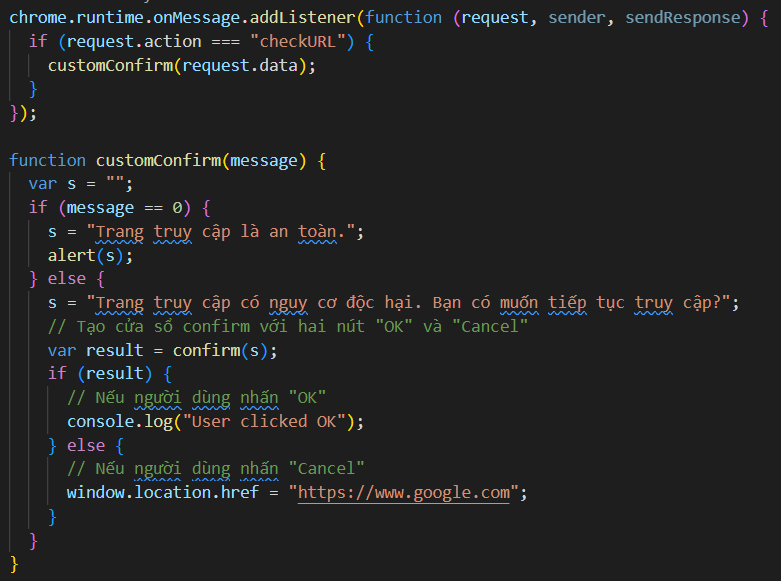 chrome.runtime.onMessage.addListener(function (request, sender, sendResponse) {
  if (request.action === "checkURL") {
    customConfirm(request.data);
  }
});

function customConfirm(message) {
  var s = "";
  if (message == 0) {
    s = "Trang truy cập là an toàn.";
    alert(s);
  } else {
    s = "Trang truy cập có nguy cơ độc hại. Bạn có muốn tiếp tục truy cập?";
    // Tạo cửa sổ confirm với hai nút "OK" và "Cancel"
    var result = confirm(s);
    if (result) {
      // Nếu người dùng nhấn "OK"
      console.log("User clicked OK");
    } else {
      // Nếu người dùng nhấn "Cancel"
      window.location.href = "https://www.google.com";
    }
  }
}